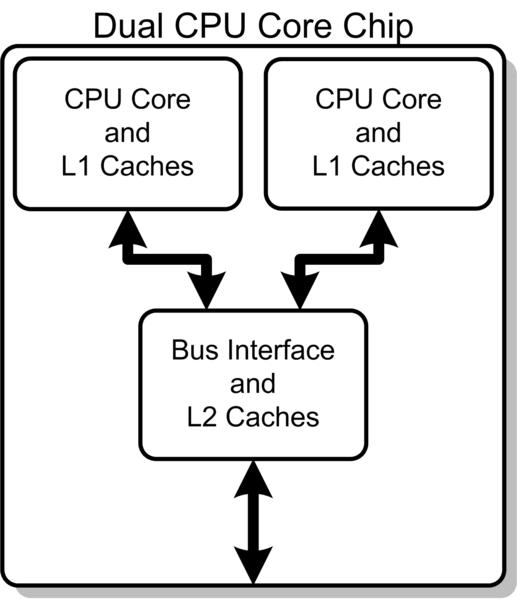 Dual CPU Core Chip
CPU Core
and
L1 Caches
CPU Core
and
L1 Caches
Bus Interface
and
L2 Caches